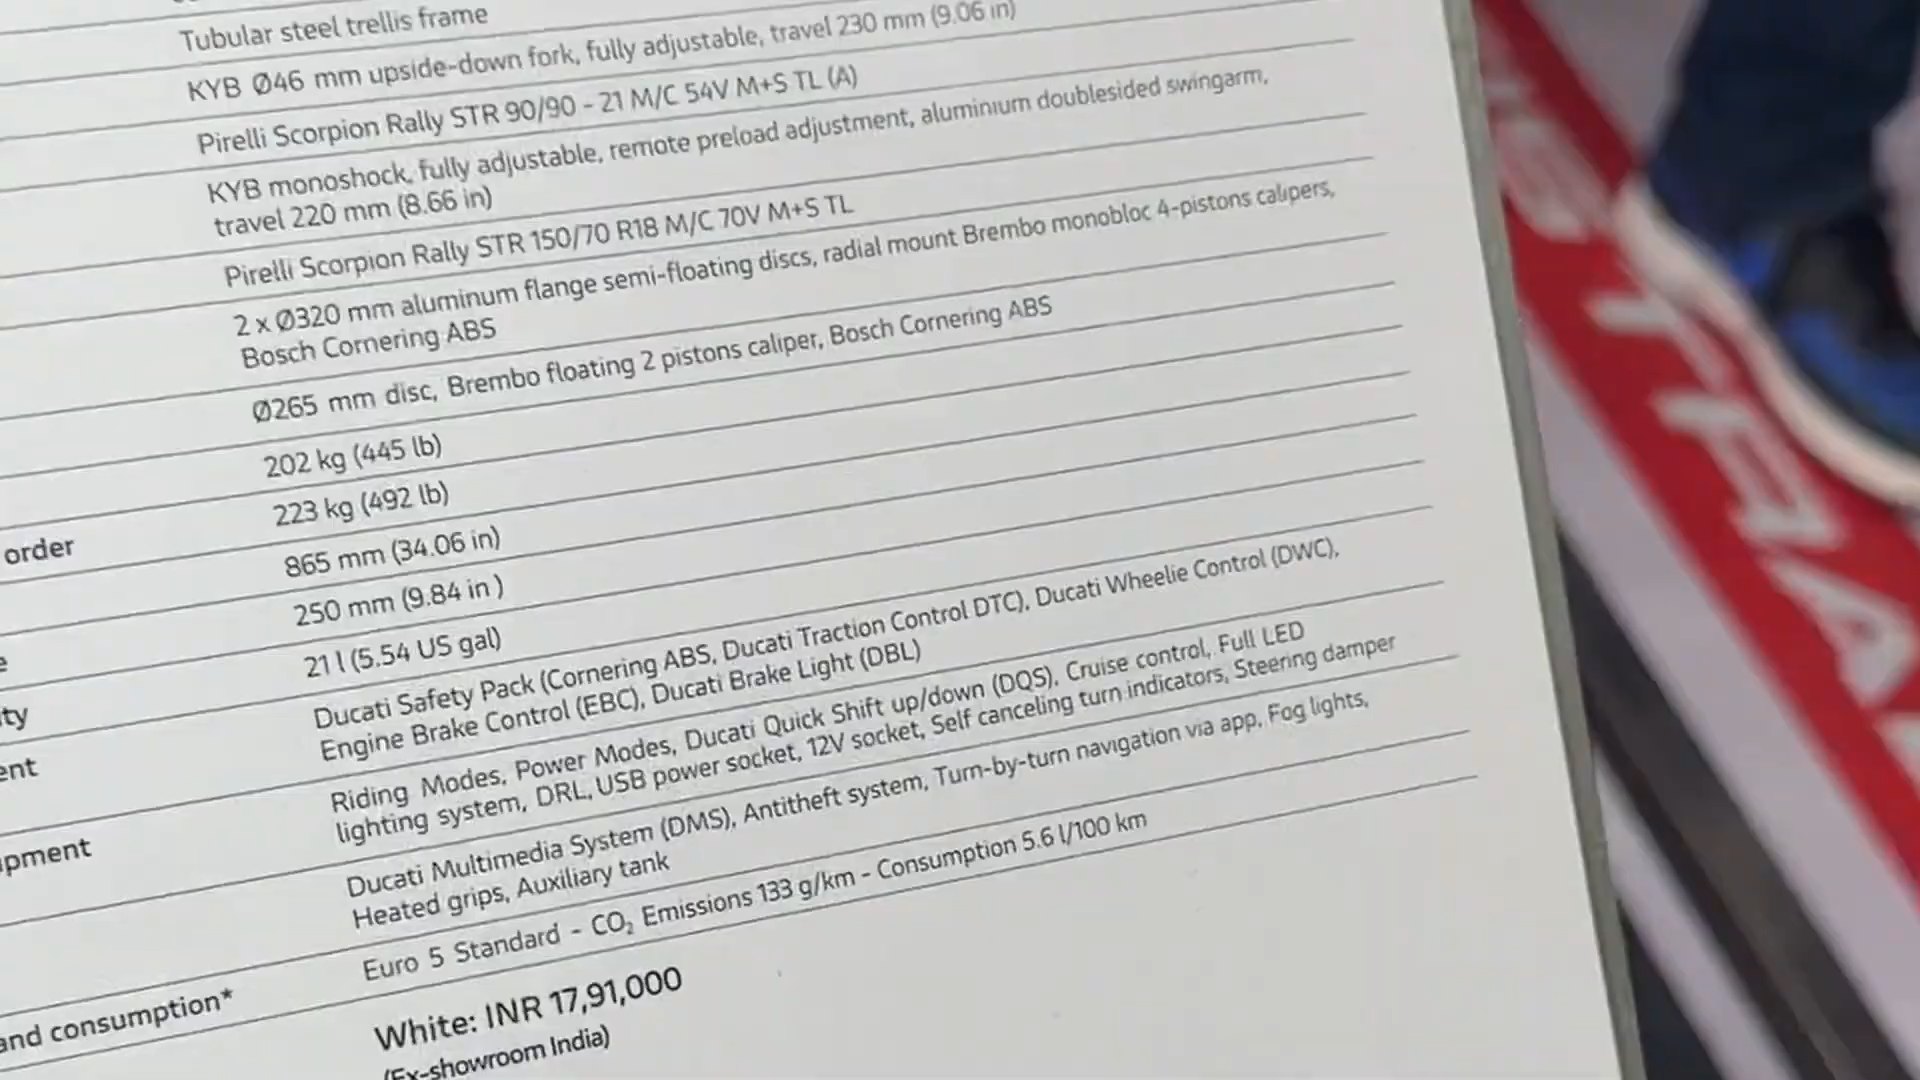 Tubular steel trellis frame
KYB Ø46 mm upside-down fork, fully adjustable, travel 230 mm (9.06 in)
Pirelli Scorpion Rally STR 90/90 - 21 M/C 54V M+S TL (A)
KYB monoshock, fully adjustable, remote preload adjustment, aluminium doublesided swingarm,
travel 220 mm (8.66 in)
Pirelli Scorpion Rally STR 150/70 R18 M/C 70V M+S TL
2 x Ø320 mm aluminum flange semi-floating discs, radial mount Brembo monobloc 4-pistons calipers,
Bosch Cornering ABS
Ø265 mm disc, Brembo floating 2 pistons caliper, Bosch Cornering ABS
202 kg (445 lb)
order 223 kg (492 lb)
865 mm (34.06 in)
e 250 mm (9.84 in )
21 l (5.54 US gal)
ty Ducati Safety Pack (Cornering ABS, Ducati Traction Control DTC), Ducati Wheelie Control (DWC),
Engine Brake Control (EBC), Ducati Brake Light (DBL)
ent Riding Modes, Power Modes, Ducati Quick Shift up/down (DQS), Cruise control, Full LED
lighting system, DRL, USB power socket, 12V socket, Self canceling turn indicators, Steering damper
ipment Ducati Multimedia System (DMS), Antitheft system, Turn-by-turn navigation via app, Fog lights,
Heated grips, Auxiliary tank
and consumption* Euro 5 Standard - CO₂ Emissions 133 g/km - Consumption 5.6 l/100 km
White: INR 17,91,000
(Ex-showroom India)